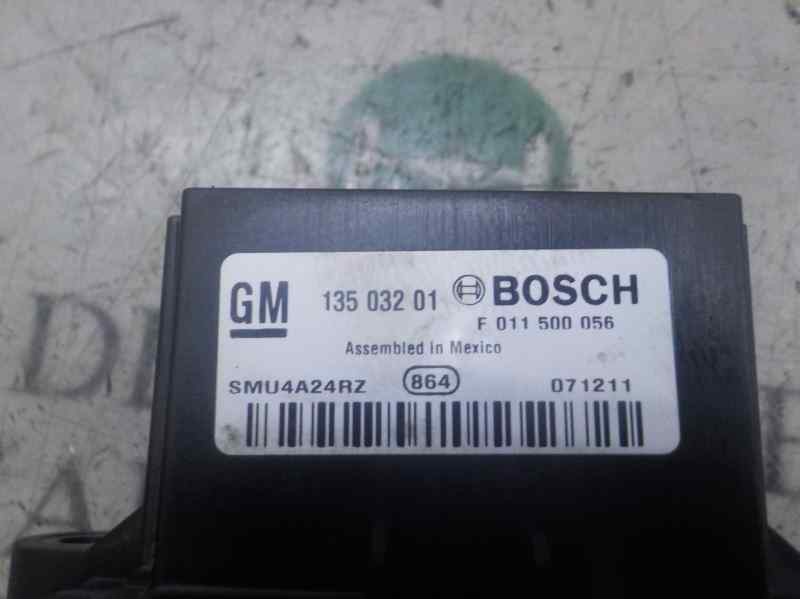 GM 135 032 01 BOSCH
F 011 500 056
Assembled in Mexico
SMU4A24RZ 864 071211